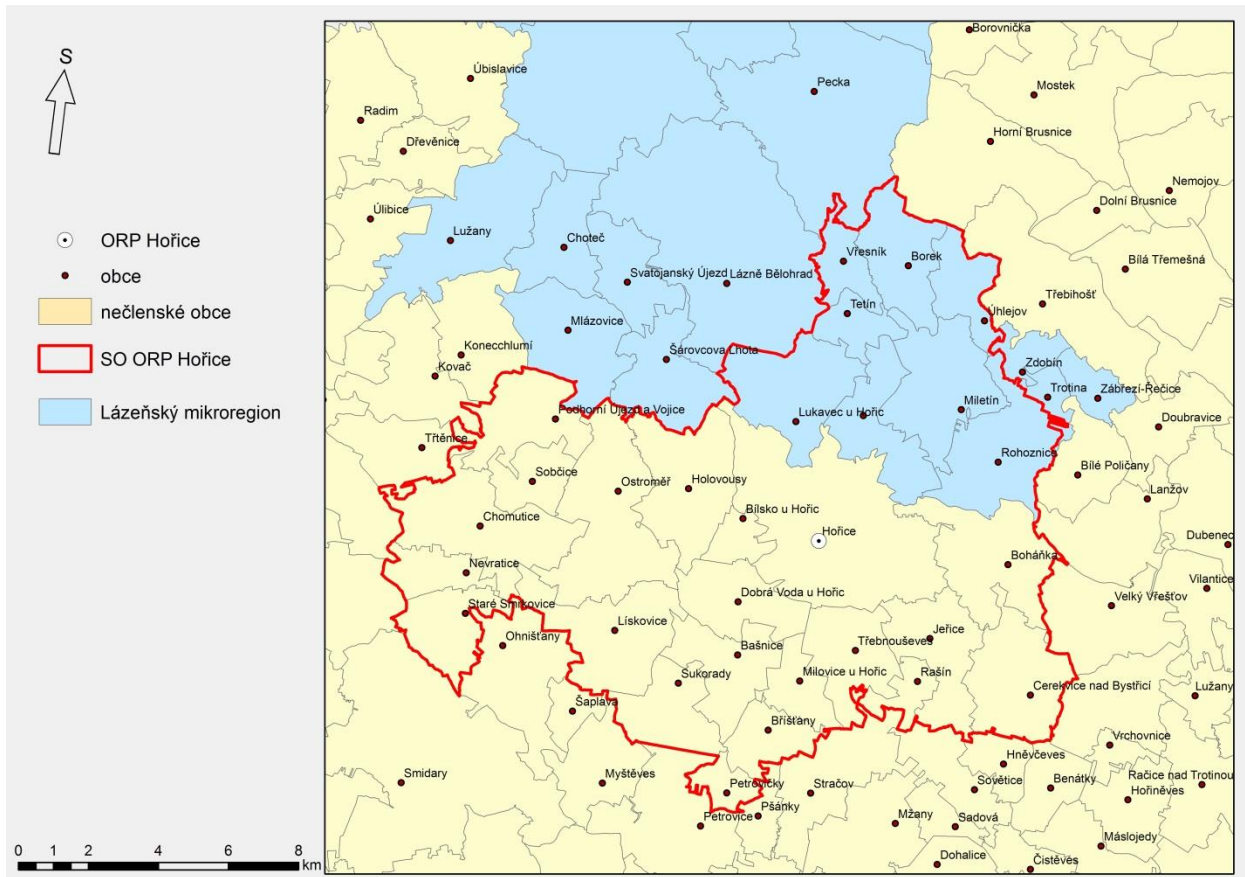 S
ORP Hořice
obce
nečlenské obce
SO ORP Hořice
Lázeňský mikroregion
0 1 2 4 6 8
km
Borovnička
Úbislavice
Pecka
Mostek
Radim
Horní Brusnice
Dřevěnice
Nemojov
Dolní Brusnice
Úlibice
Lužany
Choteč
Vřesník
Borek
Bílá Třemešná
Svatojanský Újezd
Lázně Bělohrad
Třebihošť
Tetín
Úhlejov
Mlázovice
Konecchlumí
Šárovcova Lhota
Kovač
Zdobín
Trotina
Zábřezí-Řečice
Podhorní Újezd a Vojice
Lukavec u Hořic
Miletín
Doubravice
Třtěnice
Rohoznice
Bílé Poličany
Sobčice
Ostroměř
Holovousy
Lanžov
Bílsko u Hořic
Chomutice
Hořice
Dubenec
Boháňka
Nevratice
Vilantice
Dobrá Voda u Hořic
Velký Vřešťov
Staré Smrkovice
Lískovice
Jeřice
Ohnišťany
Třebnouševes
Bašnice
Sukorady
Milovice u Hořic
Rašín
Cerekvice nad Bystřicí
Lužany
Šaplava
Bříšťany
Vrchovnice
Hněvčeves
Smidary
Myštěves
Petrovičky
Stračov
Sovětice
Benátky
Račice nad Trotinou
Hořiněves
Pšánky
Petrovice
Mžany
Sadová
Máslojedy
Dohalice
Čistěves